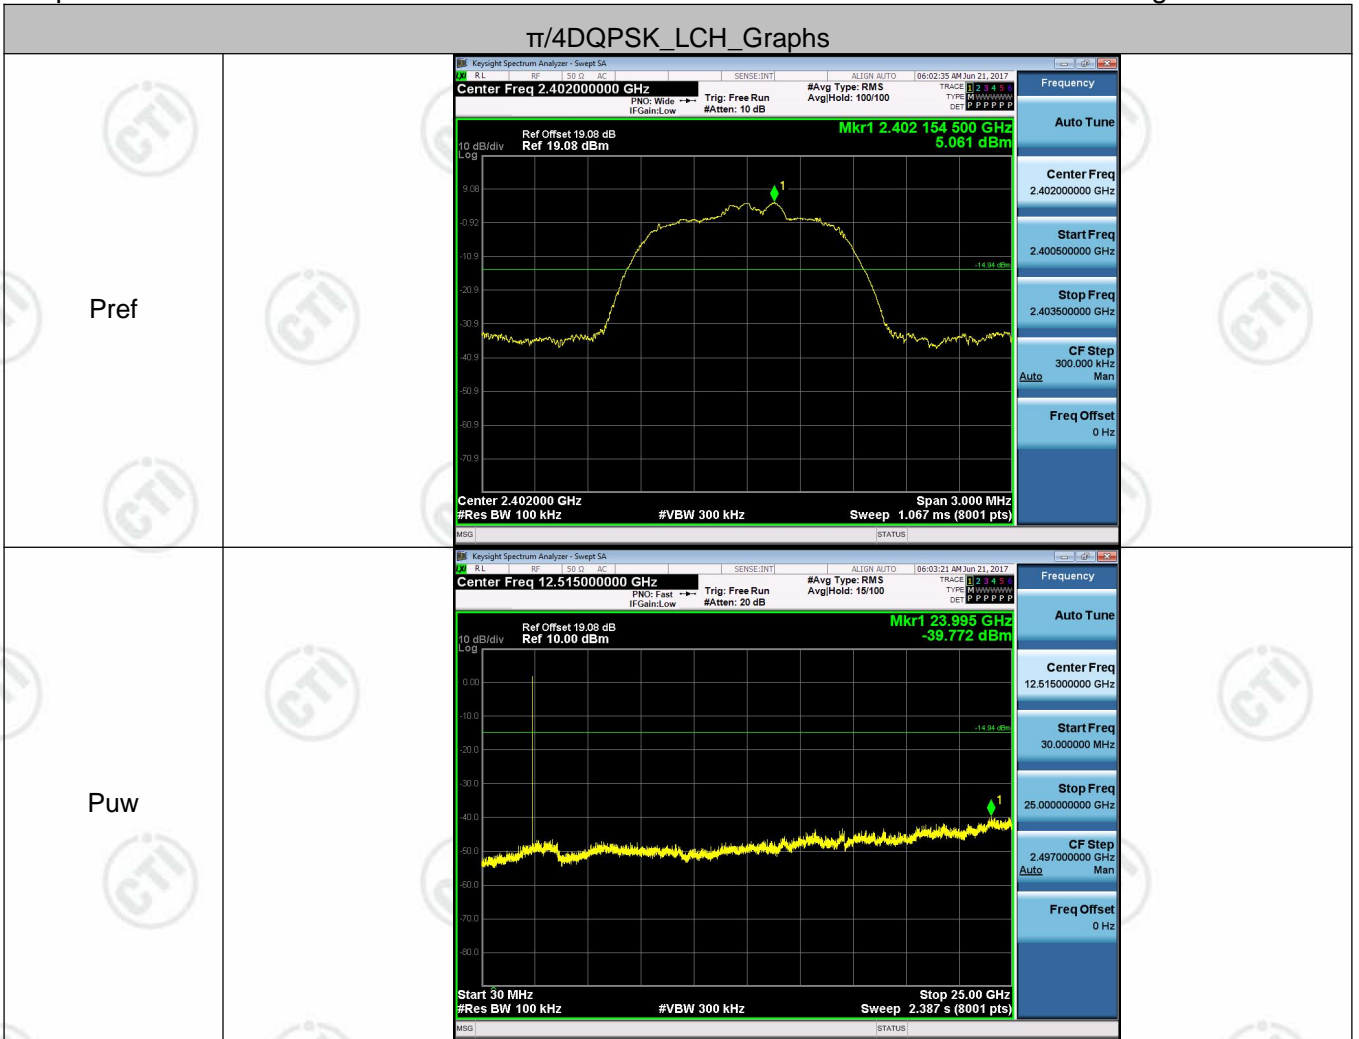 π/4DQPSK_LCH_Graphs
Pref
Keysight Spectrum Analyzer - Swept SA
RL RF 50 Ω AC SENSE:INT ALIGN AUTO 06:02:35 AM Jun 21, 2017
Center Freq 2.402000000 GHz
PNO: Wide
IFGain:Low
Trig: Free Run
#Atten: 10 dB
#Avg Type: RMS
Avg|Hold: 100/100
TRACE 1 2 3 4 5 6
TYPE M WWWWW
DET P P P P P P
Mkr1 2.402 154 500 GHz
5.061 dBm
Ref Offset 19.08 dB
10 dB/div Ref 19.08 dBm
Log
9.08
-0.92
-10.9
-20.9
-30.9
-40.9
-50.9
-60.9
-70.9
1
-14.94 dBm
Center 2.402000 GHz Span 3.000 MHz
#Res BW 100 kHz #VBW 300 kHz Sweep 1.067 ms (8001 pts)
MSG STATUS
Frequency
Auto Tune
Center Freq
2.402000000 GHz
Start Freq
2.400500000 GHz
Stop Freq
2.403500000 GHz
CF Step
300.000 kHz
Auto Man
Freq Offset
0 Hz
Puw
Keysight Spectrum Analyzer - Swept SA
RL RF 50 Ω AC SENSE:INT ALIGN AUTO 06:03:21 AM Jun 21, 2017
Center Freq 12.515000000 GHz
PNO: Fast
IFGain:Low
Trig: Free Run
#Atten: 20 dB
#Avg Type: RMS
Avg|Hold: 15/100
TRACE 1 2 3 4 5 6
TYPE M WWWWW
DET P P P P P P
Mkr1 23.995 GHz
-39.772 dBm
Ref Offset 19.08 dB
10 dB/div Ref 10.00 dBm
Log
0.00
-10.0
-20.0
-30.0
-40.0
-50.0
-60.0
-70.0
-80.0
1
-14.94 dBm
Start 30 MHz Stop 25.00 GHz
#Res BW 100 kHz #VBW 300 kHz Sweep 2.387 s (8001 pts)
MSG STATUS
Frequency
Auto Tune
Center Freq
12.515000000 GHz
Start Freq
30.000000 MHz
Stop Freq
25.000000000 GHz
CF Step
2.497000000 GHz
Auto Man
Freq Offset
0 Hz
CTI